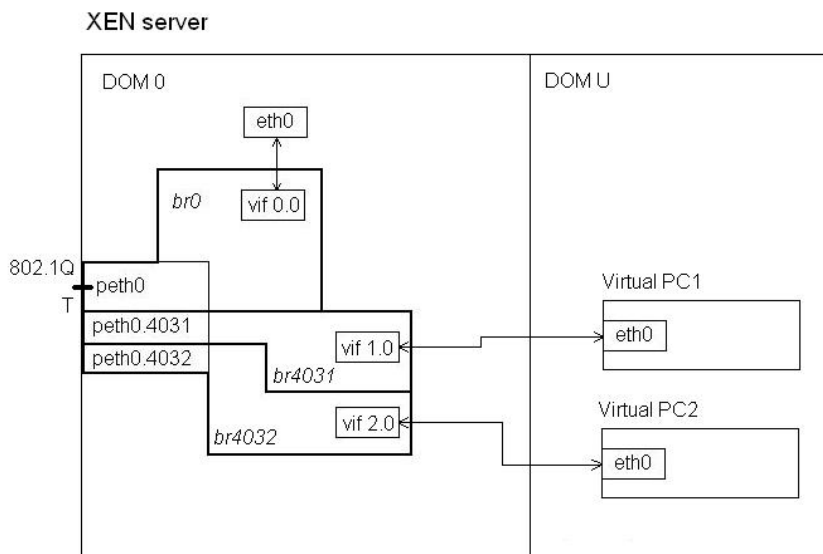 XEN server
DOM 0
DOM U
eth0
br0
vif 0.0
802.1Q
T
peth0
peth0.4031
peth0.4032
vif 1.0
br4031
vif 2.0
br4032
Virtual PC1
eth0
Virtual PC2
eth0